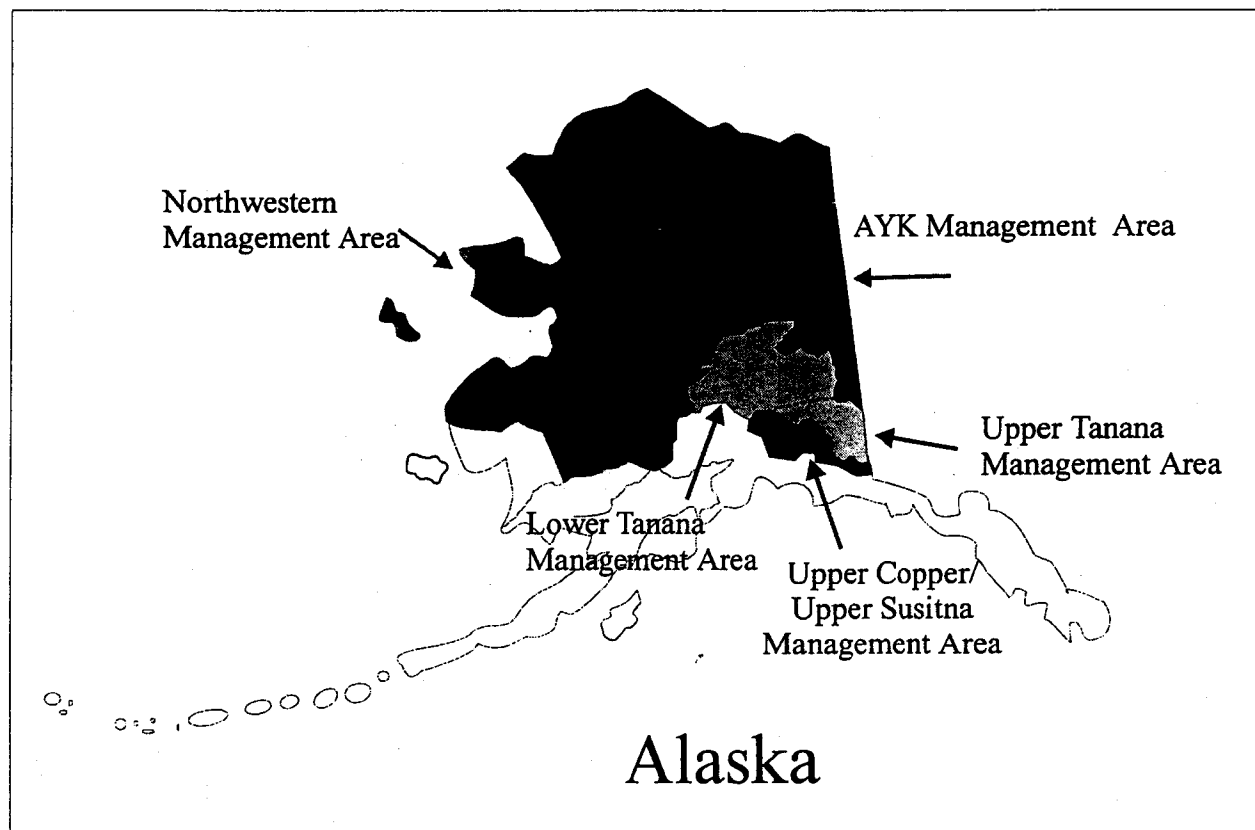 Northwestern
Management Area
AYK Management Area
Upper Tanana
Management Area
Lower Tanana
Management Area
Upper Copper/
Upper Susitna
Management Area
Alaska